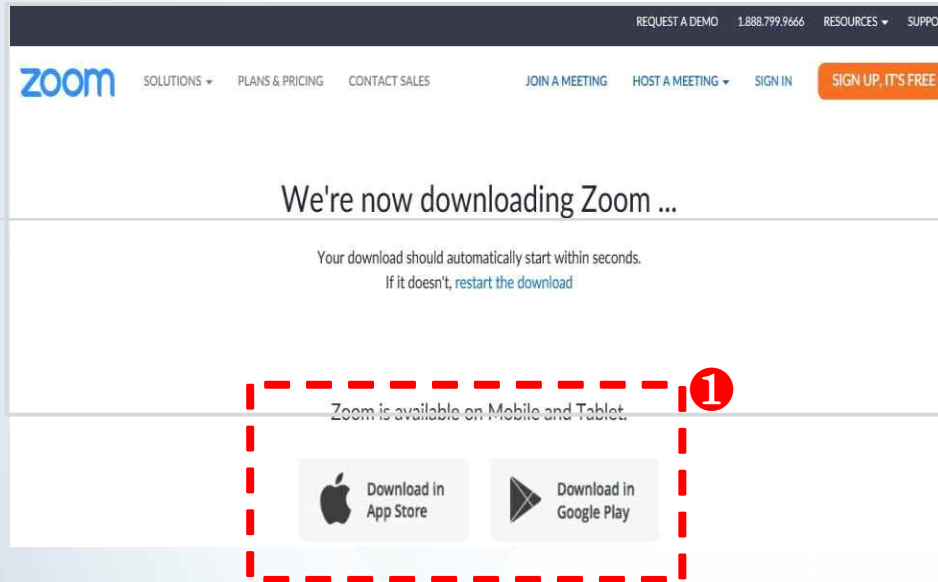 REQUEST A DEMO 1.888.799.9666 RESOURCES SUPPO
zoom SOLUTIONS PLANS & PRICING CONTACT SALES JOIN A MEETING HOST A MEETING SIGN IN SIGN UP, IT'S FREE
We're now downloading Zoom ...
Your download should automatically start within seconds.
If it doesn't, restart the download
1
Zoom is available on Mobile and Tablet.
Download in
App Store
Download in
Google Play